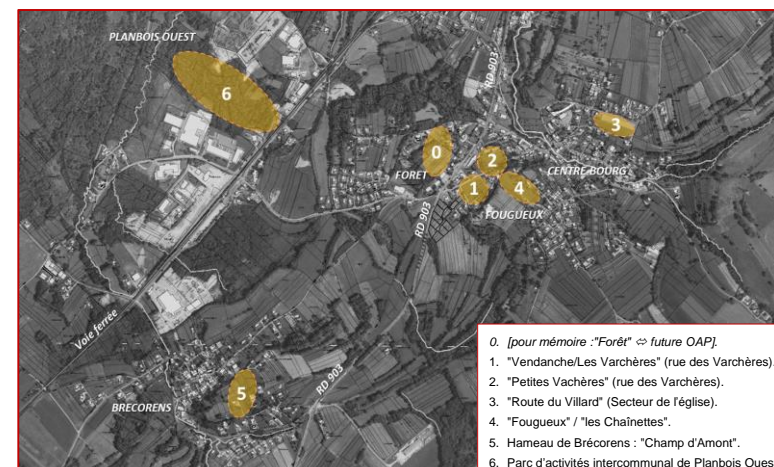 PLANBOIS OUEST
6
RD 903
3
0
2
FORET
CENTRE-BOURG
1
4
FOUGUEUX
RD 903
Voie ferrée
5
RD 903
BRECORENS
0. [pour mémoire :"Forêt" ⇔ future OAP].
1. "Vendanche/Les Varchères" (rue des Varchères).
2. "Petites Vachères" (rue des Varchères).
3. "Route du Villard" (Secteur de l'église).
4. "Fougueux" / "les Chaînettes".
5. Hameau de Brécorens : "Champ d'Amont".
6. Parc d'activités intercommunal de Planbois Oues